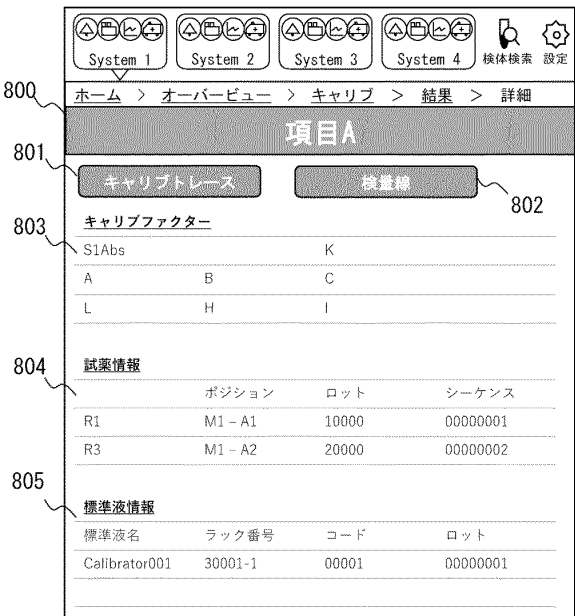 System 1 System 2 System 3 System 4 検体検索 設定
800 ホーム > オーバービュー > キャリブ > 結果 > 詳細
項目A
801 キャリブトレース 検量線 802
803 キャリブファクター
S1Abs K
A B C
L H I
804 試薬情報
ポジション ロット シーケンス
R1 M1 – A1 10000 00000001
R3 M1 – A2 20000 00000002
805 標準液情報
標準液名 ラック番号 コード ロット
Calibrator001 30001-1 00001 00000001